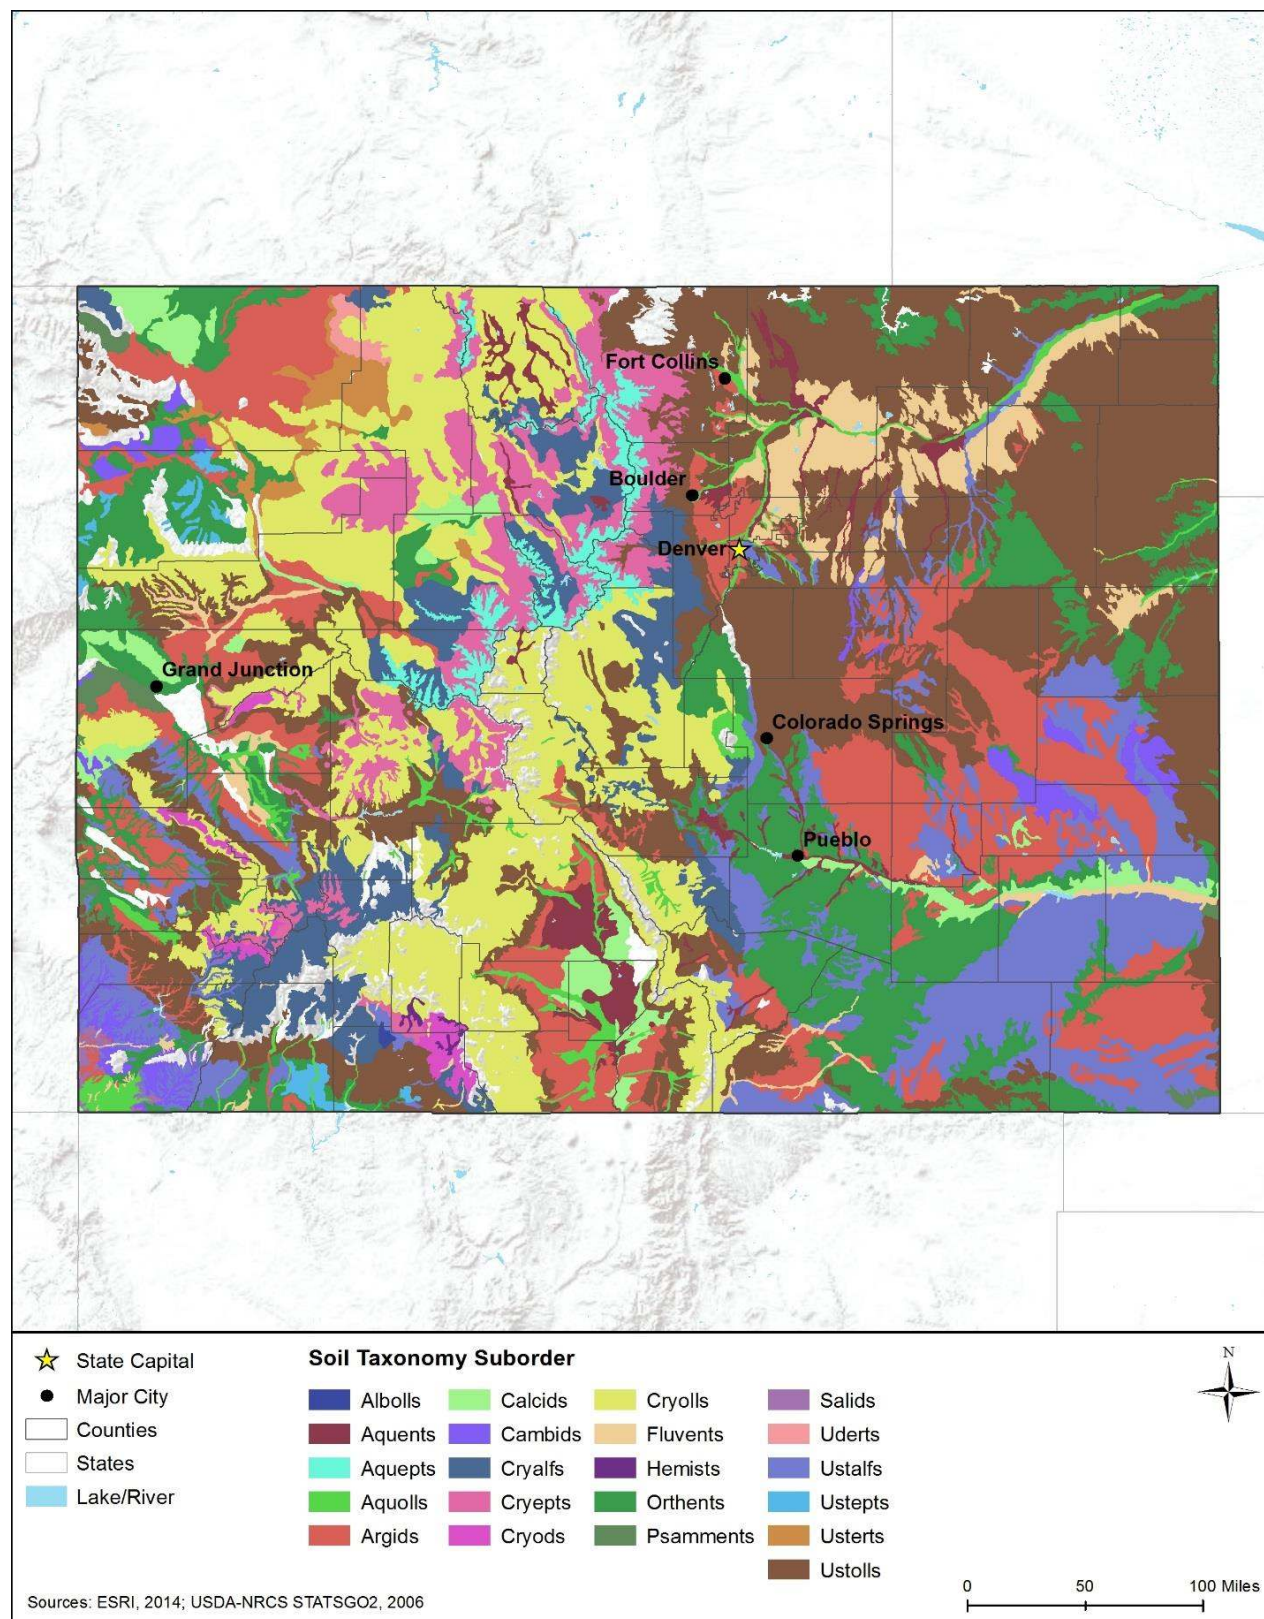 Fort Collins
Boulder
Denver
Grand Junction
Colorado Springs
Pueblo
State Capital
Major City
Counties
States
Lake/River
Soil Taxonomy Suborder
Albolls
Aquents
Aquepts
Aquolls
Argids
Calcids
Cambids
Cryalfs
Cryepts
Cryods
Cryolls
Fluvents
Hemists
Orthents
Psamments
Salids
Uderts
Ustalfs
Ustepts
Usterts
Ustolls
N
0 50 100 Miles
Sources: ESRI, 2014; USDA-NRCS STATSGO2, 2006